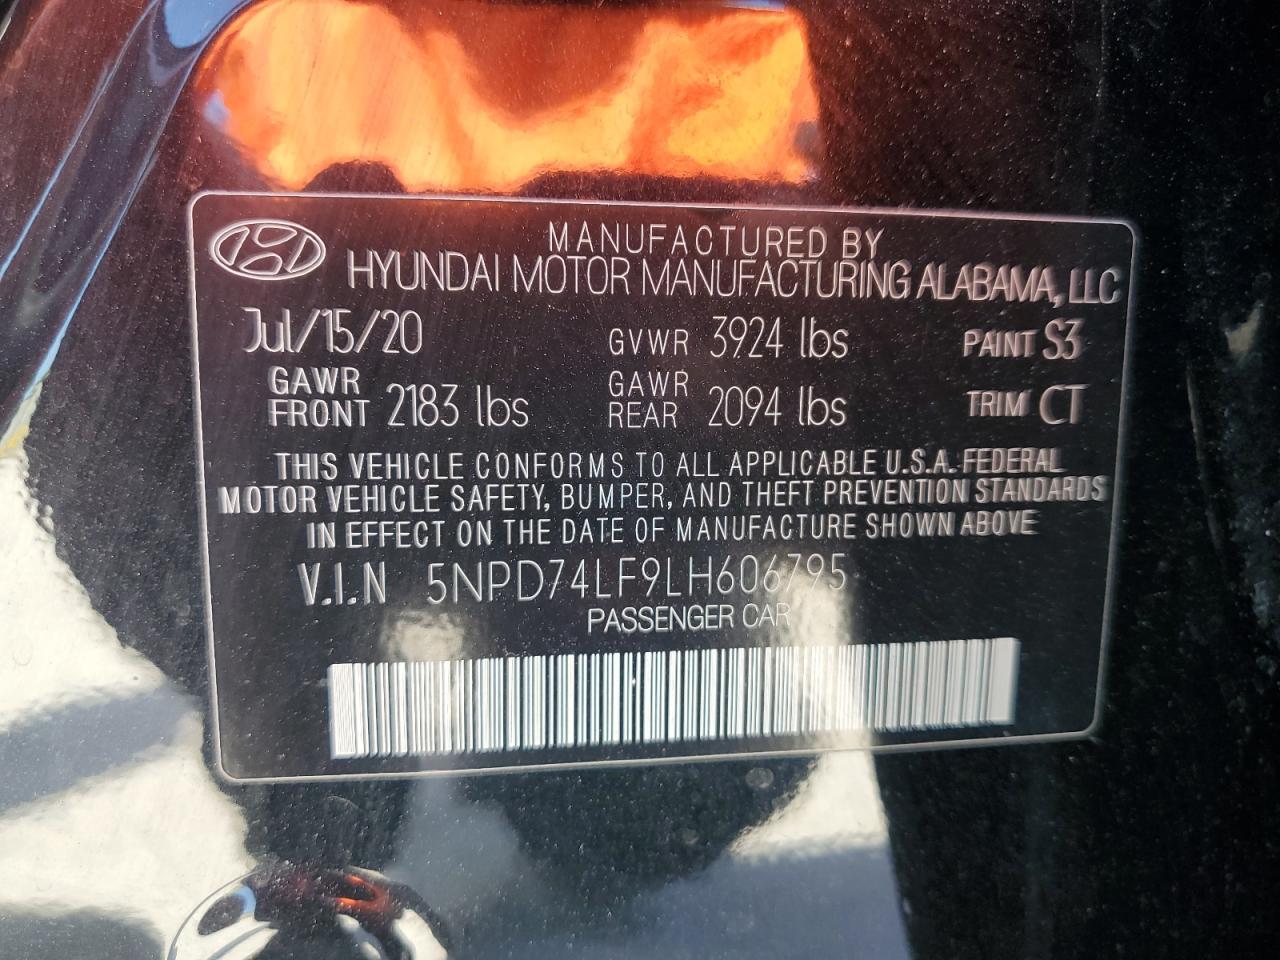 MANUFACTURED BY
HYUNDAI MOTOR MANUFACTURING ALABAMA, LLC
Jul/15/20 GVWR 3924 lbs PAINT S3
GAWR FRONT 2183 lbs GAWR REAR 2094 lbs TRIM CT
THIS VEHICLE CONFORMS TO ALL APPLICABLE U.S.A. FEDERAL
MOTOR VEHICLE SAFETY, BUMPER, AND THEFT PREVENTION STANDARDS
IN EFFECT ON THE DATE OF MANUFACTURE SHOWN ABOVE
V.I.N 5NPD74LF9LH606795
PASSENGER CAR